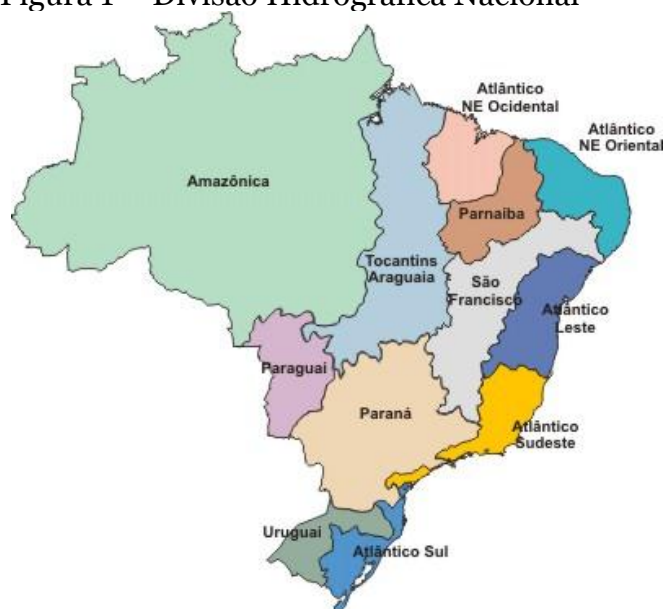 Figura 1 – Divisão Hidrográfica Nacional
Atlântico
NE Ocidental
Atlântico
NE Oriental
Amazônica
Parnaíba
Tocantins
Araguaia
São
Francisco
Atlântico
Leste
Paraguai
Paraná
Atlântico
Sudeste
Uruguai
Atlântico Sul